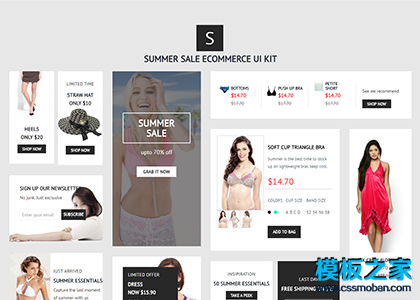 S
SUMMER SALE ECOMMERCE UI KIT
HEELS
ONLY $20
SHOP NOW
LIMITED TIME
STRAW HAT
ONLY $10
SHOP NOW
SUMMER
SALE
upto 70% off
GRAB IT NOW
BOTTOMS
$14.70
$17.70
PUSH UP BRA
$14.70
$17.70
PETITE
SHORT
$14.70
$17.70
See we recommend
SHOP NOW
SOFT CUP TRIANGLE BRA
Summer is the best time to stock
up on lightweight bras keep cool.
$14.70
COLORS
CUP SIZES
BAND SIZES
A B C D
32 34 36 38
ADD TO BAG
SIGN UP OUR NEWSLETTER
No junk. Just exclusive
Enter your email
SUBSCRIBE
JUST ARRIVED
SUMMER ESSENTIALS
Capture the last moment
of summer with us
LIMITED OFFER
DRESS
NOW $15.90
INSPIRATION
50 SUMMER ESSENTIALS
TAKE A PEEK
LAST DAY
FREE SHIPPING
模板之家
www.cssmoban.com